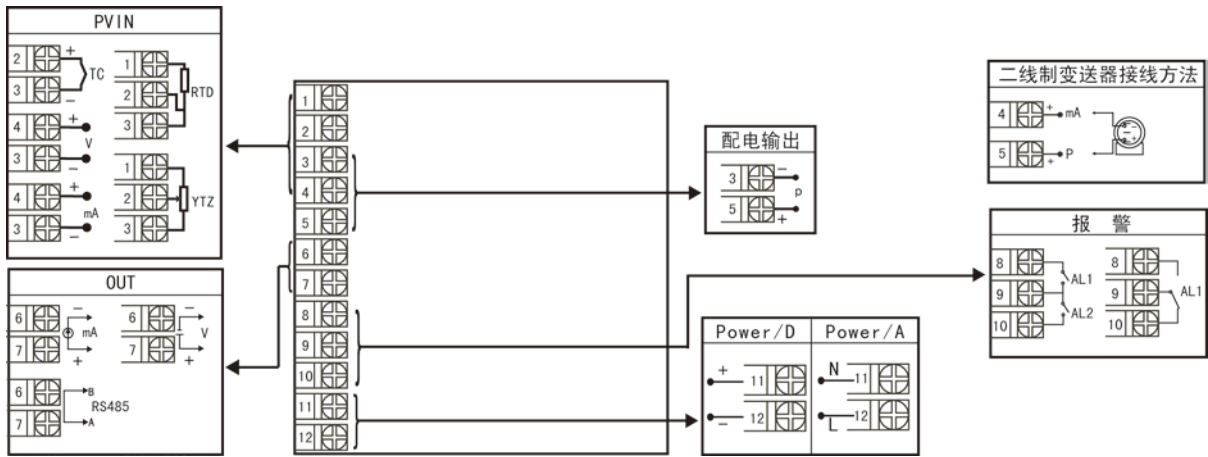 PVIN
2 + TC
3 -
1
2 RTD
3
4 + V
3 -
4 + mA
3 -
1
2 YTZ
3
OUT
6 - mA
7 +
6 - V
7 +
6 B
RS485
7 A
1
2
3
4
5
6
7
8
9
10
11
12
配电输出
3 -
p
5 +
Power/D
+ 11
- 12
Power/A
N 11
L 12
二线制变送器接线方法
4 + mA -
5 + P +
报 警
8
AL1
9
AL2
10
8
9 AL1
10